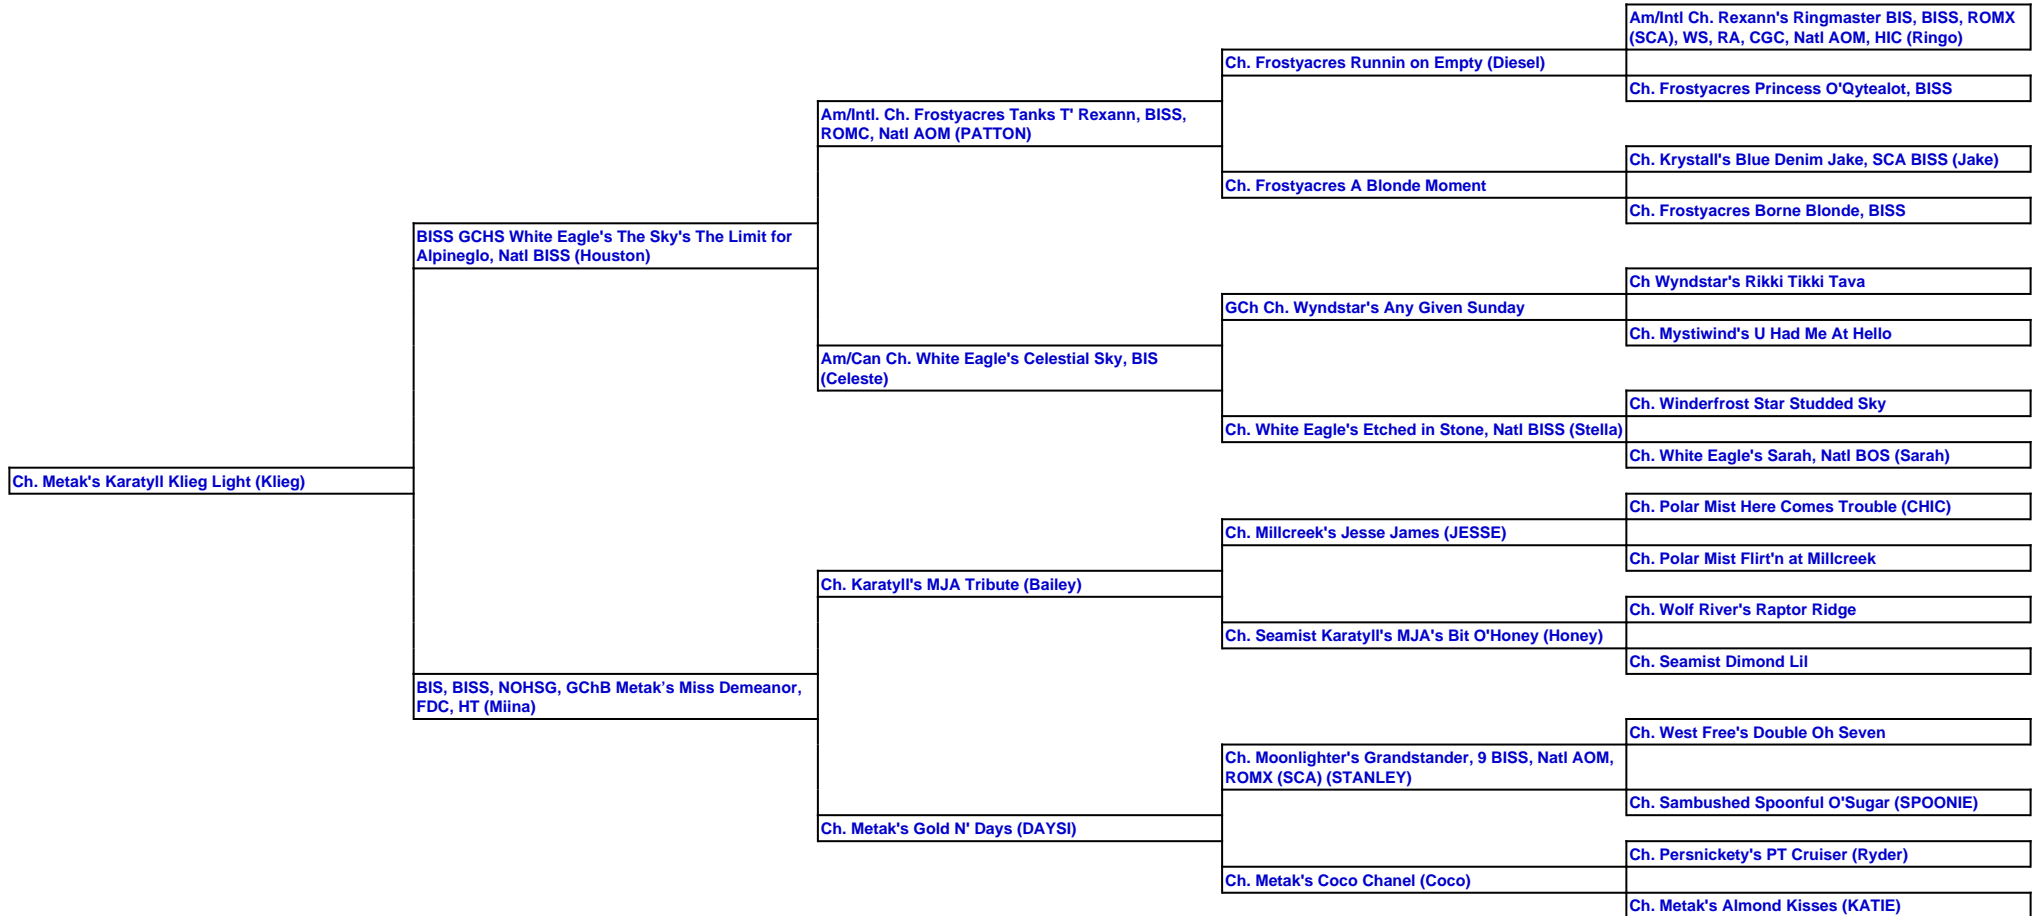 Am/Intl Ch. Rexann's Ringmaster BIS, BISS, ROMX
(SCA), WS, RA, CGC, Natl AOM, HIC (Ringo)
Ch. Frostyacres Runnin on Empty (Diesel)
Ch. Frostyacres Princess O'Qytealot, BISS
Am/Intl. Ch. Frostyacres Tanks T' Rexann, BISS,
ROMC, Natl AOM (PATTON)
Ch. Krystall's Blue Denim Jake, SCA BISS (Jake)
Ch. Frostyacres A Blonde Moment
Ch. Frostyacres Borne Blonde, BISS
BISS GCHS White Eagle's The Sky's The Limit for
Alpineglo, Natl BISS (Houston)
Ch Wyndstar's Rikki Tikki Tava
GCh Ch. Wyndstar's Any Given Sunday
Ch. Mystiwind's U Had Me At Hello
Am/Can Ch. White Eagle's Celestial Sky, BIS
(Celeste)
Ch. Winderfrost Star Studded Sky
Ch. White Eagle's Etched in Stone, Natl BISS (Stella)
Ch. White Eagle's Sarah, Natl BOS (Sarah)
Ch. Metak's Karatyll Klieg Light (Klieg)
Ch. Polar Mist Here Comes Trouble (CHIC)
Ch. Millcreek's Jesse James (JESSE)
Ch. Polar Mist Flirt'n at Millcreek
Ch. Karatyll's MJA Tribute (Bailey)
Ch. Wolf River's Raptor Ridge
Ch. Seamist Karatyll's MJA's Bit O'Honey (Honey)
Ch. Seamist Dimond Lil
BIS, BISS, NOHSG, GChB Metak’s Miss Demeanor,
FDC, HT (Miina)
Ch. West Free's Double Oh Seven
Ch. Moonlighter's Grandstander, 9 BISS, Natl AOM,
ROMX (SCA) (STANLEY)
Ch. Sambushed Spoonful O'Sugar (SPOONIE)
Ch. Metak's Gold N' Days (DAYSI)
Ch. Persnickety's PT Cruiser (Ryder)
Ch. Metak's Coco Chanel (Coco)
Ch. Metak's Almond Kisses (KATIE)